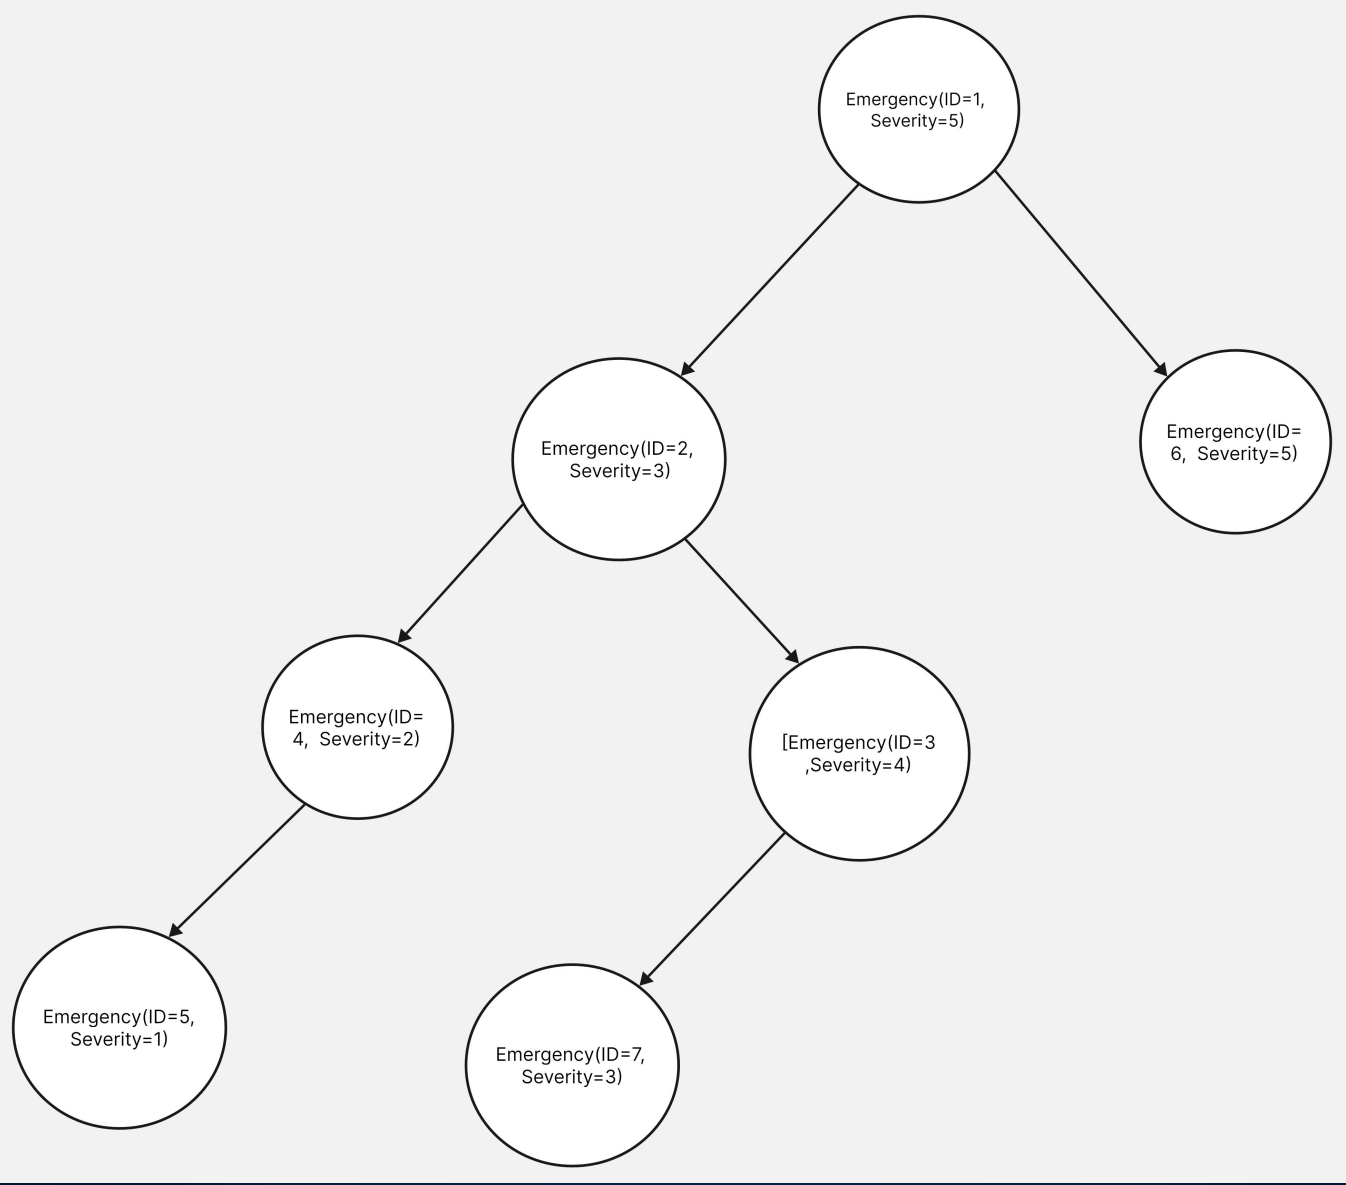 Emergency(ID=1,
Severity=5)
Emergency(ID=2,
Severity=3)
Emergency(ID=
6,  Severity=5)
Emergency(ID=
4,  Severity=2)
[Emergency(ID=3
,Severity=4)
Emergency(ID=5,
Severity=1)
Emergency(ID=7,
Severity=3)